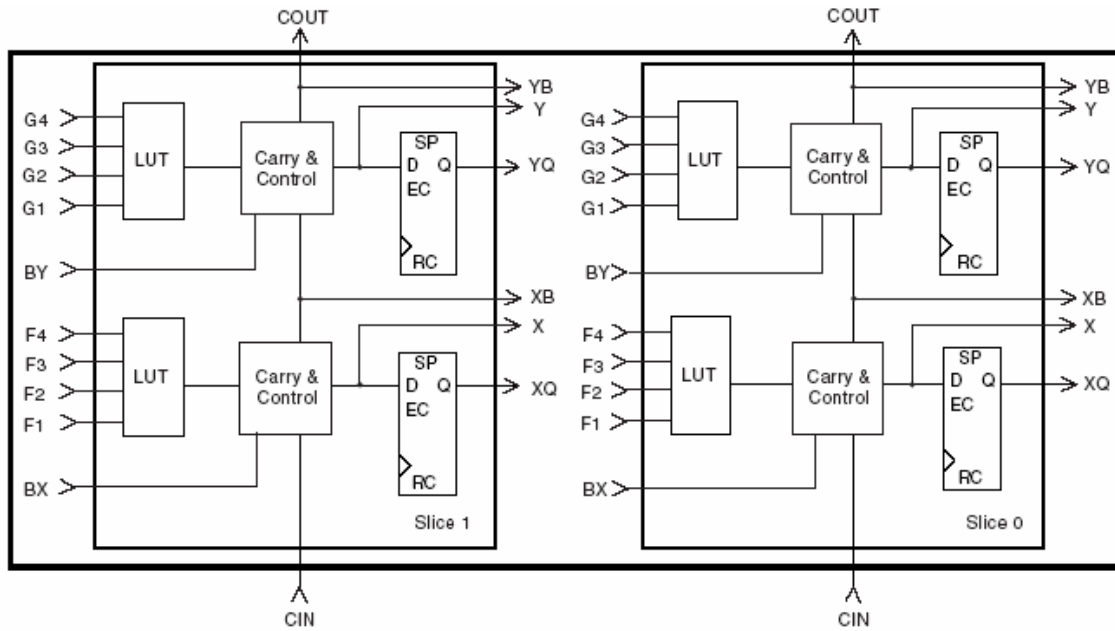 COUT
COUT
YB
Y
G4
G3
G2
G1
LUT
Carry &
Control
SP
D Q
EC
RC
YQ
BY
XB
X
F4
F3
F2
F1
LUT
Carry &
Control
SP
D Q
EC
RC
XQ
BX
Slice 1
CIN
YB
Y
G4
G3
G2
G1
LUT
Carry &
Control
SP
D Q
EC
RC
YQ
BY
XB
X
F4
F3
F2
F1
LUT
Carry &
Control
SP
D Q
EC
RC
XQ
BX
Slice 0
CIN